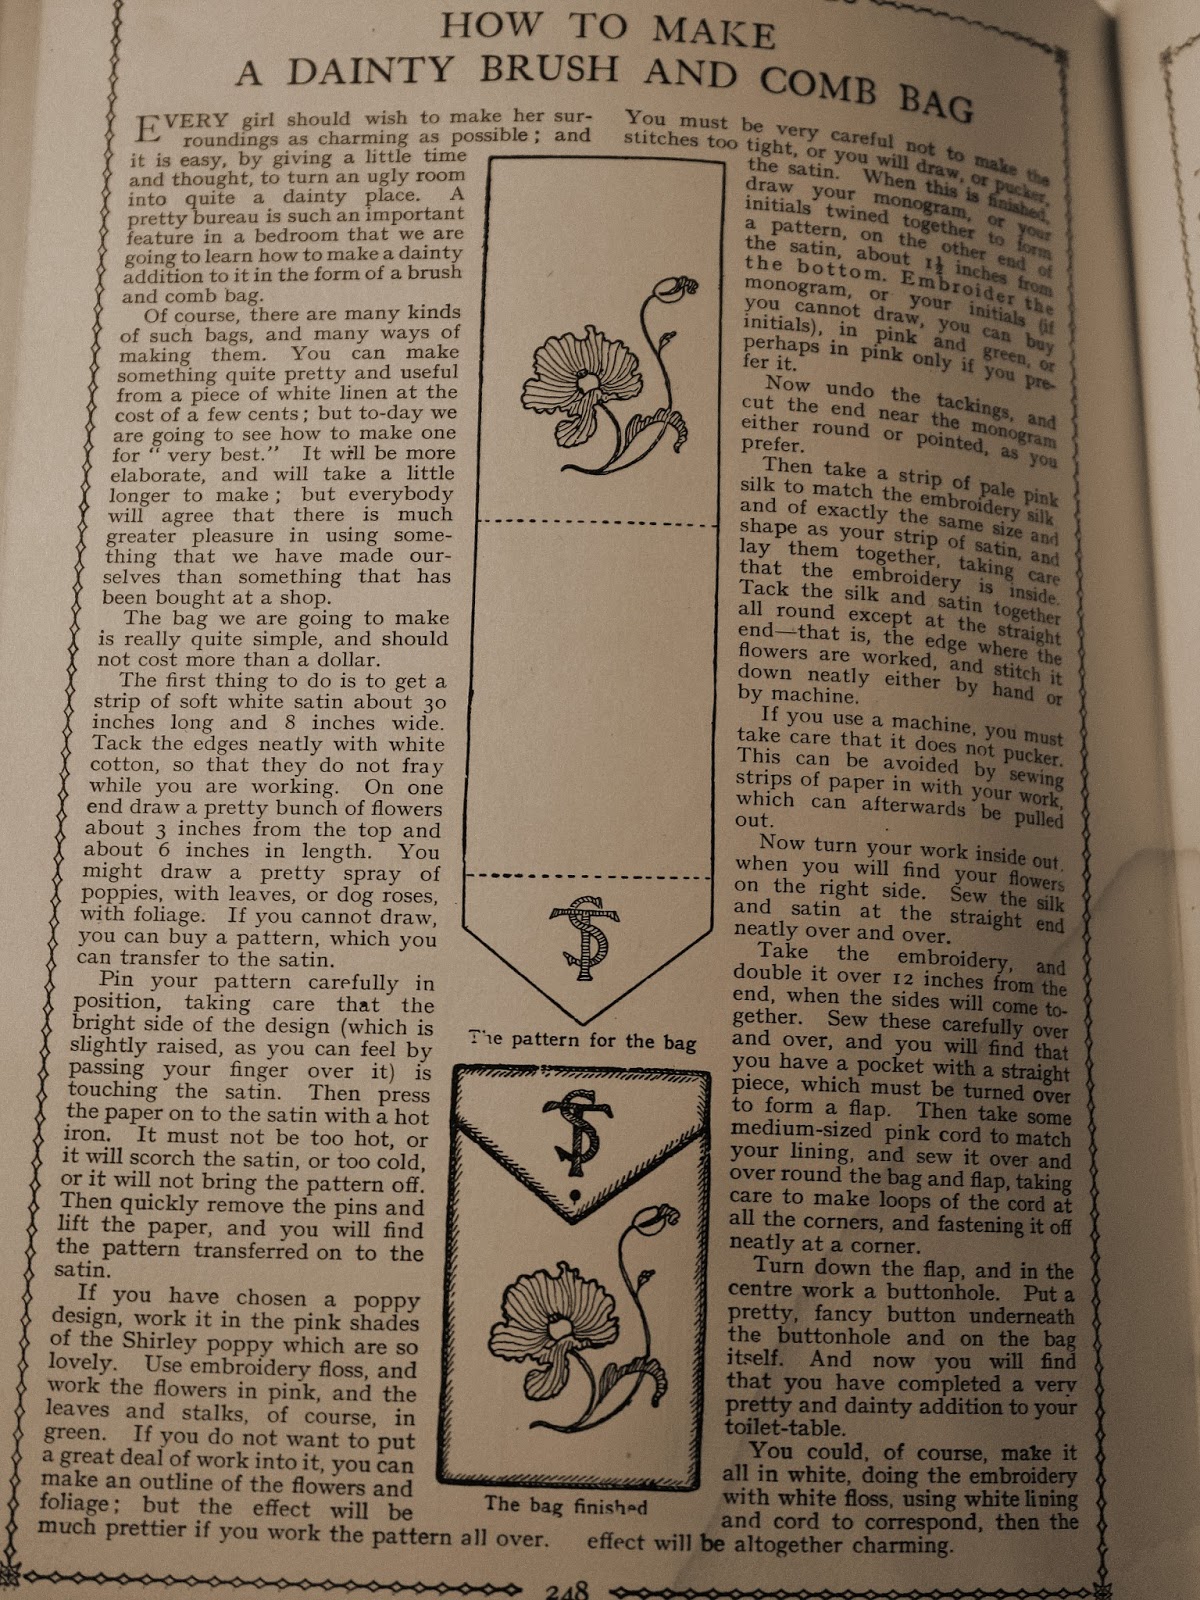 HOW TO MAKE
A DAINTY BRUSH AND COMB BAG
EVERY girl should wish to make her sur-
roundings as charming as possible; and
it is easy, by giving a little time
and thought, to turn an ugly room
into quite a dainty place. A
pretty bureau is such an important
feature in a bedroom that we are
going to learn how to make a dainty
addition to it in the form of a brush
and comb bag.
Of course, there are many kinds
of such bags, and many ways of
making them. You can make
something quite pretty and useful
from a piece of white linen at the
cost of a few cents; but to-day we
are going to see how to make one
for "very best." It will be more
elaborate, and will take a little
longer to make; but everybody
will agree that there is much
greater pleasure in using some-
thing that we have made our-
selves than something that has
been bought at a shop.
The bag we are going to make
is really quite simple, and should
not cost more than a dollar.
The first thing to do is to get a
strip of soft white satin about 30
inches long and 8 inches wide.
Tack the edges neatly with white
cotton, so that they do not fray
while you are working. On one
end draw a pretty bunch of flowers
about 3 inches from the top and
about 6 inches in length. You
might draw a pretty spray of
poppies, with leaves, or dog roses,
with foliage. If you cannot draw,
you can buy a pattern, which you
can transfer to the satin.
Pin your pattern carefully in
position, taking care that the
bright side of the design (which is
slightly raised, as you can feel by
passing your finger over it) is
touching the satin. Then press
the paper on to the satin with a hot
iron. It must not be too hot, or
it will scorch the satin, or too cold,
or it will not bring the pattern off.
Then quickly remove the pins and
lift the paper, and you will find
the pattern transferred on to the
satin.
If you have chosen a poppy
design, work it in the pink shades
of the Shirley poppy which are so
lovely. Use embroidery floss, and
work the flowers in pink, and the
leaves and stalks, of course, in
green. If you do not want to put
a great deal of work into it, you can
make an outline of the flowers and
foliage; but the effect will be
much prettier if you work the pattern all over.
The pattern for the bag
The bag finished
You must be very careful not to make the
stitches too tight, or you will draw, or pucker,
the satin. When this is finished,
draw your monogram, or your
initials twined together to form
a pattern, on the other end of
the satin, about 1½ inches from
the bottom. Embroider the
monogram, or your initials (if
you cannot draw, you can buy
initials), in pink and green, or
perhaps in pink only if you pre-
fer it.
Now undo the tackings, and
cut the end near the monogram
either round or pointed, as you
prefer.
Then take a strip of pale pink
silk to match the embroidery silk
and of exactly the same size and
shape as your strip of satin, and
lay them together, taking care
that the embroidery is inside.
Tack the silk and satin together
all round except at the straight
end—that is, the edge where the
flowers are worked, and stitch it
down neatly either by hand or
by machine.
If you use a machine, you must
take care that it does not pucker.
This can be avoided by sewing
strips of paper in with your work,
which can afterwards be pulled
out.
Now turn your work inside out,
when you will find your flowers
on the right side. Sew the silk
and satin at the straight end
neatly over and over.
Take the embroidery, and
double it over 12 inches from the
end, when the sides will come to-
gether. Sew these carefully over
and over, and you will find that
you have a pocket with a straight
piece, which must be turned over
to form a flap. Then take some
medium-sized pink cord to match
your lining, and sew it over and
over round the bag and flap, taking
care to make loops of the cord at
all the corners, and fastening it off
neatly at a corner.
Turn down the flap, and in the
centre work a buttonhole. Put a
pretty, fancy button underneath
the buttonhole and on the bag
itself. And now you will find
that you have completed a very
pretty and dainty addition to your
toilet-table.
You could, of course, make it
all in white, doing the embroidery
with white floss, using white lining
and cord to correspond, then the
effect will be altogether charming.
248